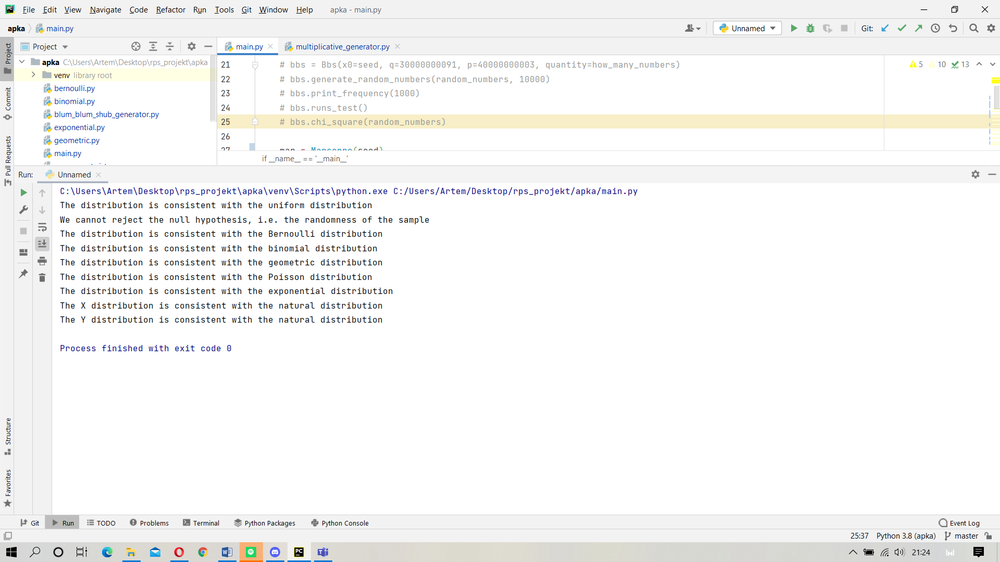 File Edit View Navigate Code Refactor Run Tools Git Window Help apka - main.py
apka main.py Unnamed Git:
Project
main.py multiplicative_generator.py
apka C:\Users\Artem\Desktop\rps_projekt\apka
venv library root
bernoulli.py
binomial.py
blum_blum_shub_generator.py
exponential.py
geometric.py
main.py
Project
Commit
Pull Requests
Structure
Favorites
21 # bbs = Bbs(x0=seed, q=30000000091, p=40000000003, quantity=how_many_numbers)
22 # bbs.generate_random_numbers(random_numbers, 10000)
23 # bbs.print_frequency(1000)
24 # bbs.runs_test()
25 # bbs.chi_square(random_numbers)
26
27
5 10 13
if __name__ == '__main__'
Run: Unnamed
C:\Users\Artem\Desktop\rps_projekt\apka\venv\Scripts\python.exe C:/Users/Artem/Desktop/rps_projekt/apka/main.py
The distribution is consistent with the uniform distribution
We cannot reject the null hypothesis, i.e. the randomness of the sample
The distribution is consistent with the Bernoulli distribution
The distribution is consistent with the binomial distribution
The distribution is consistent with the geometric distribution
The distribution is consistent with the Poisson distribution
The distribution is consistent with the exponential distribution
The X distribution is consistent with the natural distribution
The Y distribution is consistent with the natural distribution
Process finished with exit code 0
Git Run TODO Problems Terminal Python Packages Python Console Event Log
25:37 Python 3.8 (apka) master
21:24